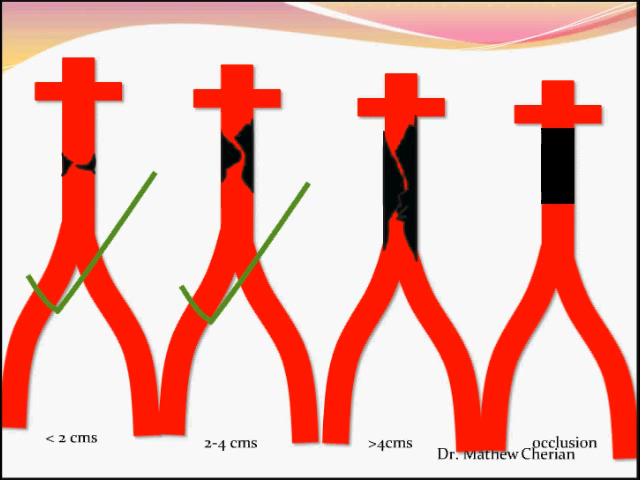 < 2 cms
2-4 cms
>4cms
occlusion
Dr. Mathew Cherian